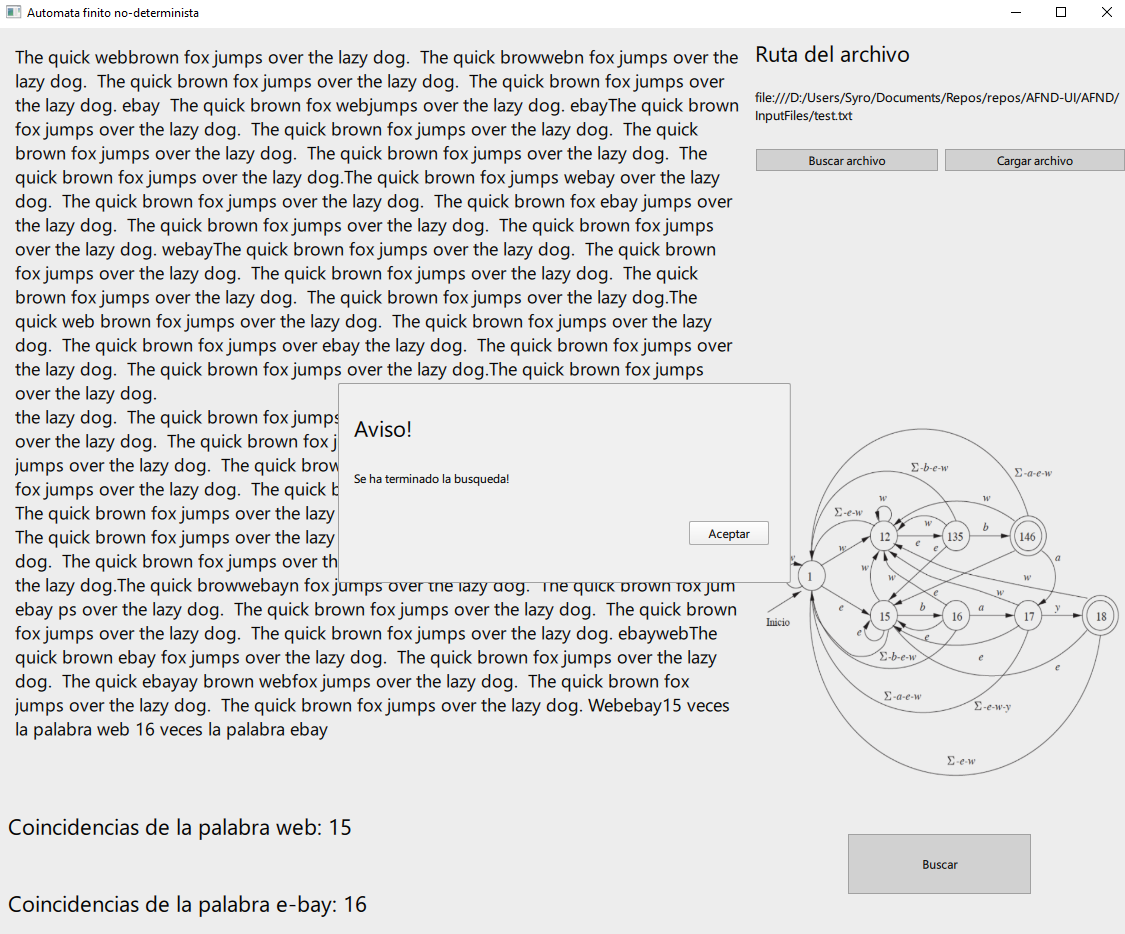 Automata finito no-determinista
The quick webbrown fox jumps over the lazy dog.  The quick browwebn fox jumps over the
lazy dog.  The quick brown fox jumps over the lazy dog.  The quick brown fox jumps over
the lazy dog. ebay  The quick brown fox webjumps over the lazy dog. ebayThe quick brown
fox jumps over the lazy dog.  The quick brown fox jumps over the lazy dog.  The quick
brown fox jumps over the lazy dog.  The quick brown fox jumps over the lazy dog.  The
quick brown fox jumps over the lazy dog.The quick brown fox jumps webay over the lazy
dog.  The quick brown fox jumps over the lazy dog.  The quick brown fox ebay jumps over
the lazy dog.  The quick brown fox jumps over the lazy dog.  The quick brown fox jumps
over the lazy dog. webayThe quick brown fox jumps over the lazy dog.  The quick brown
fox jumps over the lazy dog.  The quick brown fox jumps over the lazy dog.  The quick
brown fox jumps over the lazy dog.  The quick brown fox jumps over the lazy dog.The
quick web brown fox jumps over the lazy dog.  The quick brown fox jumps over the lazy
dog.  The quick brown fox jumps over ebay the lazy dog.  The quick brown fox jumps over
the lazy dog.  The quick brown fox jumps over the lazy dog.The quick brown fox jumps
over the lazy dog.
the lazy dog.  The quick brown fox jumps
over the lazy dog.  The quick brown fox j
jumps over the lazy dog.  The quick brow
fox jumps over the lazy dog.  The quick b
The quick brown fox jumps over the lazy
The quick brown fox jumps over the lazy
dog.  The quick brown fox jumps over the
the lazy dog.The quick browwebayn fox jumps over the lazy dog.  The quick brown fox jum
ebay ps over the lazy dog.  The quick brown fox jumps over the lazy dog.  The quick brown
fox jumps over the lazy dog.  The quick brown fox jumps over the lazy dog. ebaywebThe
quick brown ebay fox jumps over the lazy dog.  The quick brown fox jumps over the lazy
dog.  The quick ebayay brown webfox jumps over the lazy dog.  The quick brown fox
jumps over the lazy dog.  The quick brown fox jumps over the lazy dog. Webebay15 veces
la palabra web 16 veces la palabra ebay
Coincidencias de la palabra web: 15
Coincidencias de la palabra e-bay: 16
Ruta del archivo
file:///D:/Users/Syro/Documents/Repos/repos/AFND-UI/AFND/
InputFiles/test.txt
Buscar archivo
Cargar archivo
Aviso!
Se ha terminado la busqueda!
Aceptar
Σ-b-e-w
Σ-a-e-w
w
w
Σ-e-w
w
b
12
135
146
w
e
e
a
w
w
w
1
e
w
Inicio
e
b
a
y
15
16
17
18
e
e
e
e
Σ-b-e-w
Σ-a-e-w
Σ-e-w-y
Σ-e-w
Buscar